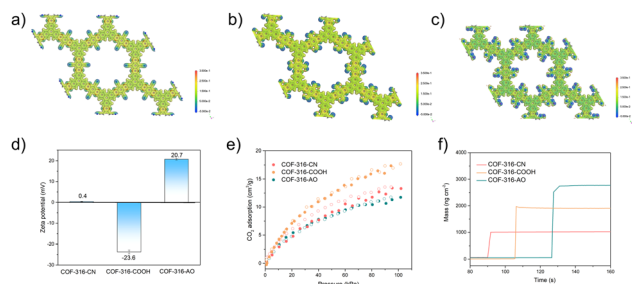 a)
b)
c)
d)
20.7
0.4
-23.6
20
10
0
-10
-20
-30
Zeta potential (mV)
COF-316-CN COF-316-COOH COF-316-AO
e)
COF-316-CN
COF-316-COOH
COF-316-AO
20
15
10
5
0
CO₂ adsorption (cm³/g)
0 20 40 60 80 100
f)
COF-316-CN
COF-316-COOH
COF-316-AO
4000
3000
2000
1000
0
Mass (ng cm⁻²)
80 100 120 140 160
Time (s)